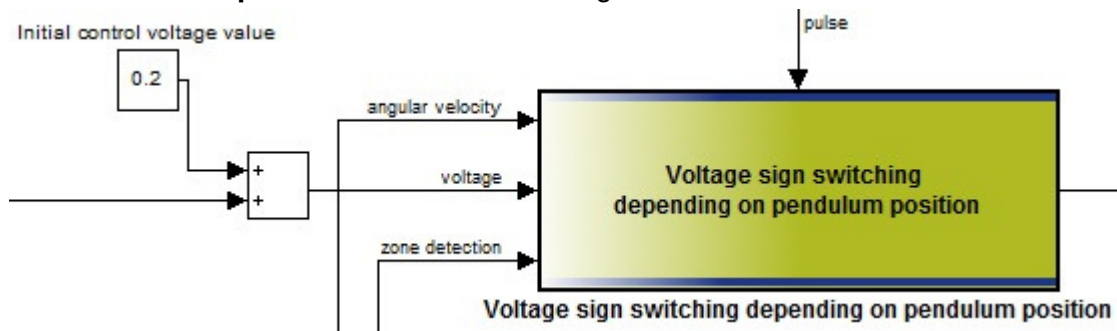 Initial control voltage value
0.2
pulse
angular velocity
+
voltage
+
zone detection
Voltage sign switching
depending on pendulum position
Voltage sign switching depending on pendulum position